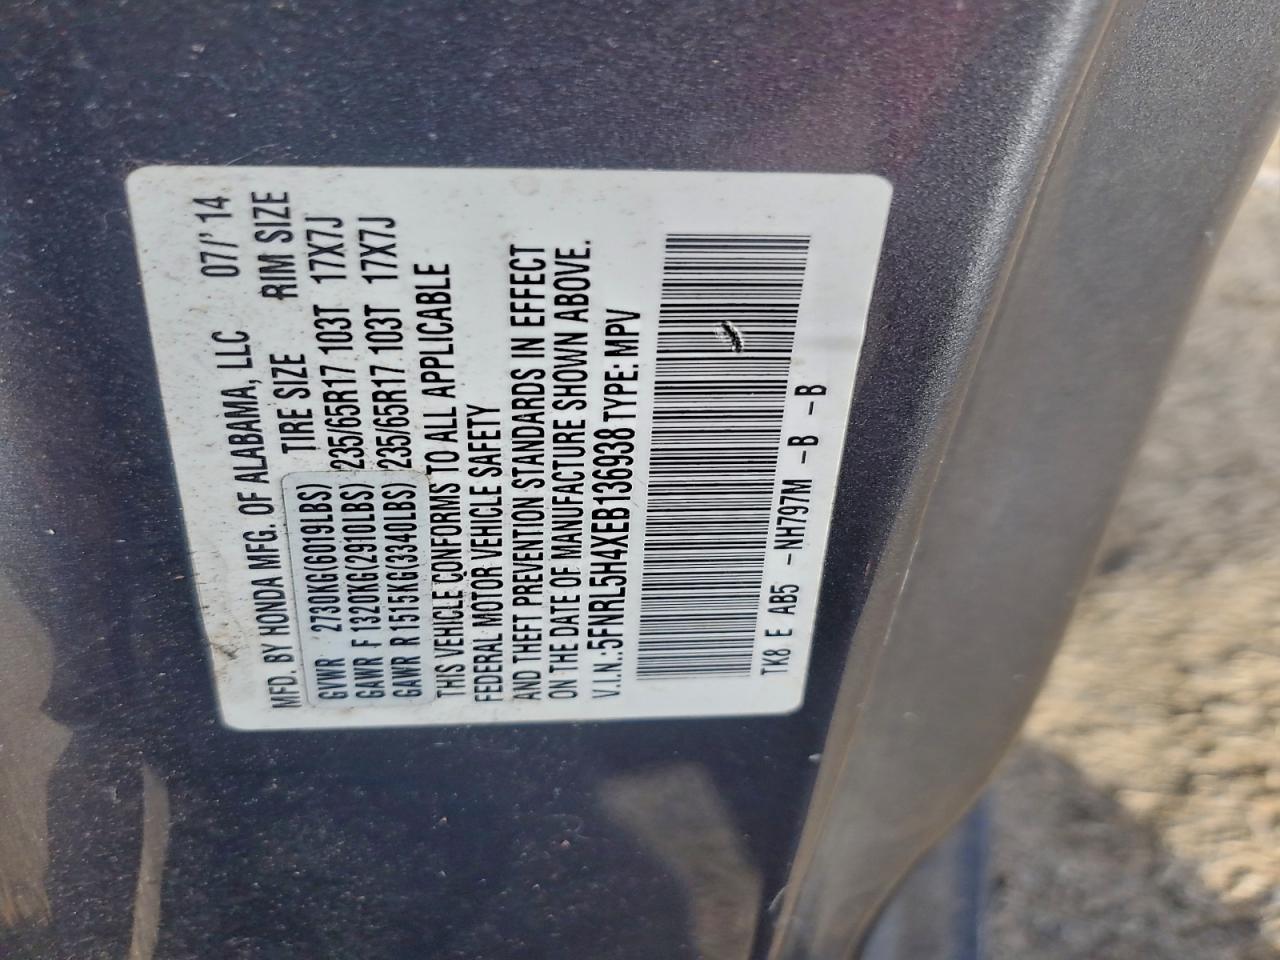 MFD. BY HONDA MFG. OF ALABAMA, LLC 07/'14
TIRE SIZE RIM SIZE
GVWR 2730KG(6019LBS)
GAWR F 1320KG(2910LBS) 235/65R17 103T 17X7J
GAWR R 1515KG(3340LBS) 235/65R17 103T 17X7J
THIS VEHICLE CONFORMS TO ALL APPLICABLE
FEDERAL MOTOR VEHICLE SAFETY
AND THEFT PREVENTION STANDARDS IN EFFECT
ON THE DATE OF MANUFACTURE SHOWN ABOVE.
V.I.N.:5FNRL5H4XEB136938 TYPE: MPV
TK8 E AB5 -NH797M -B -B